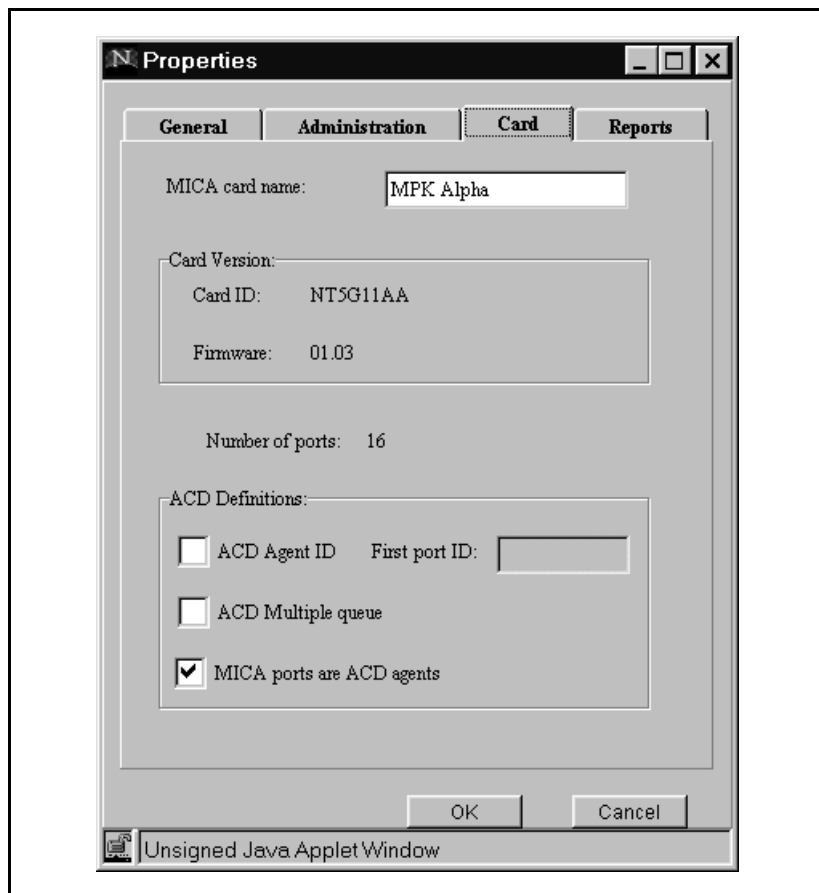 N Properties
General Administration Card Reports
MICA card name: MPK Alpha
Card Version:
Card ID: NT5G11AA
Firmware: 01.03
Number of ports: 16
ACD Definitions:
ACD Agent ID First port ID:
ACD Multiple queue
MICA ports are ACD agents
OK Cancel
Unsigned Java Applet Window